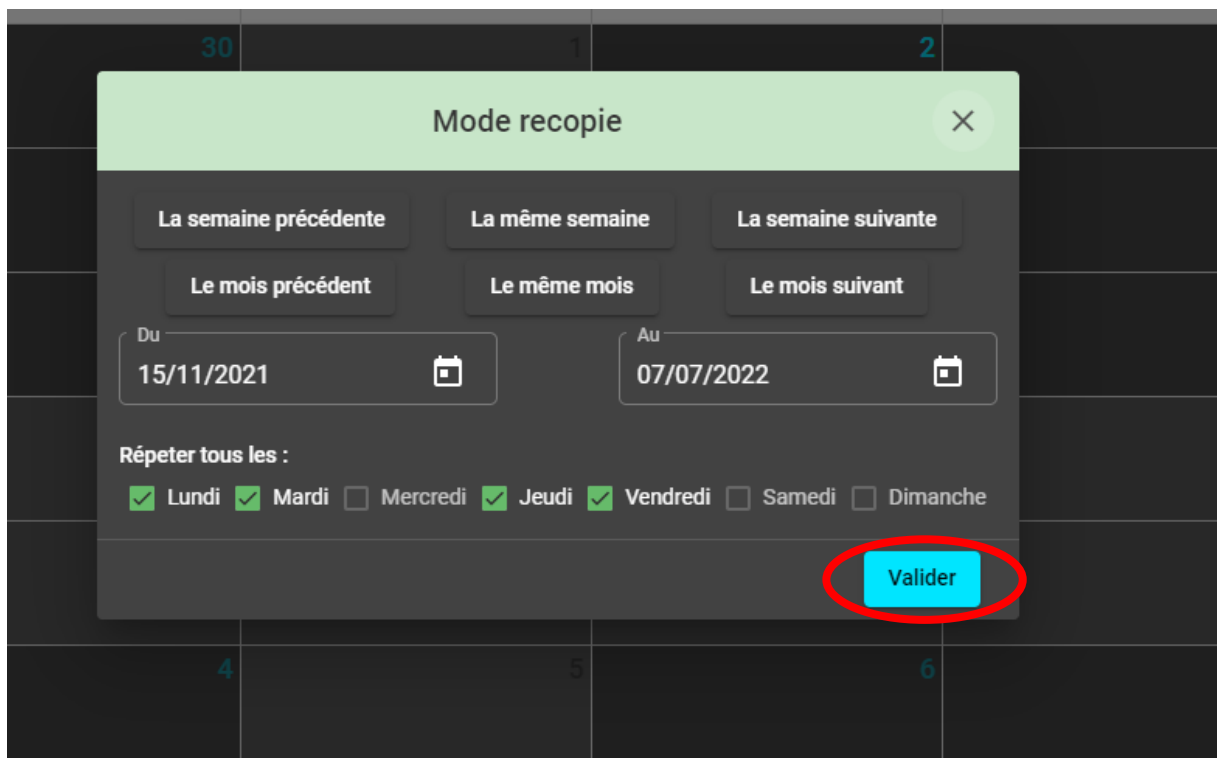 30 1 2
Mode recopie
La semaine précédente La même semaine La semaine suivante
Le mois précédent Le même mois Le mois suivant
Du Au
15/11/2021 07/07/2022
Répeter tous les :
Lundi Mardi Mercredi Jeudi Vendredi Samedi Dimanche
Valider
4 5 6